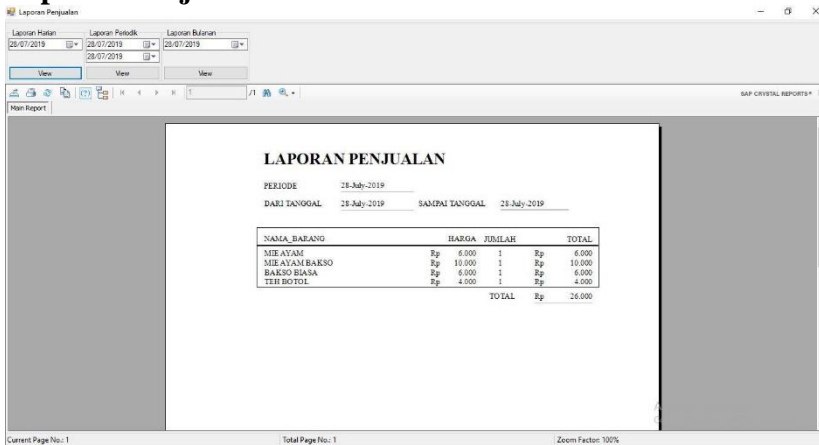 Laporan Penjualan
Laporan Harian Laporan Periodik Laporan Bulanan
28/07/2019 28/07/2019 28/07/2019
28/07/2019
View View View
1 /1 SAP CRYSTAL REPORTS®
Main Report
LAPORAN PENJUALAN
PERIODE 28-July-2019
DARI TANGGAL 28-July-2019 SAMPAI TANGGAL 28-July-2019
NAMA_BARANG HARGA JUMLAH TOTAL
MIE AYAM Rp 6.000 1 Rp 6.000
MIE AYAM BAKSO Rp 10.000 1 Rp 10.000
BAKSO BIASA Rp 6.000 1 Rp 6.000
TEH BOTOL Rp 4.000 1 Rp 4.000
TOTAL Rp 26.000
Current Page No.: 1 Total Page No.: 1 Zoom Factor: 100%